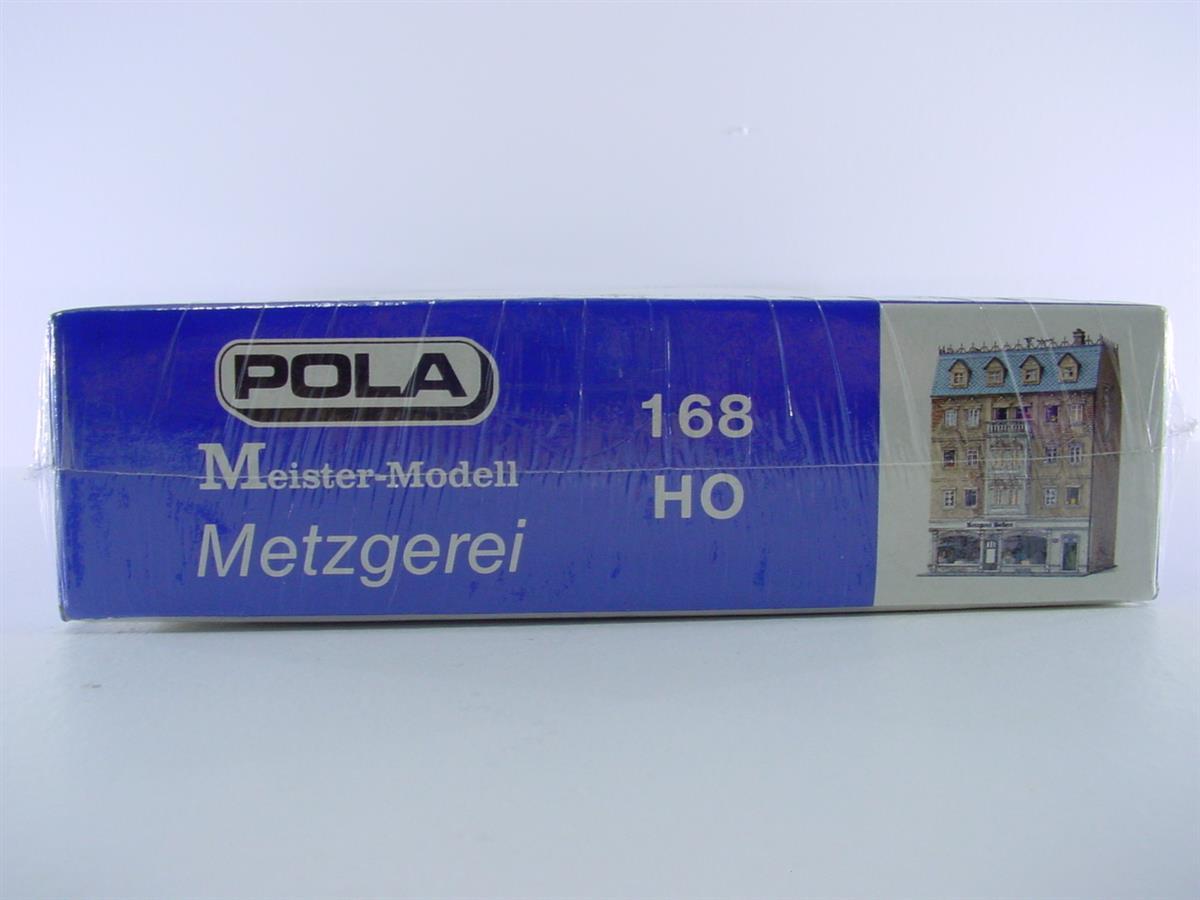 POLA
Meister-Modell
Metzgerei
168
HO